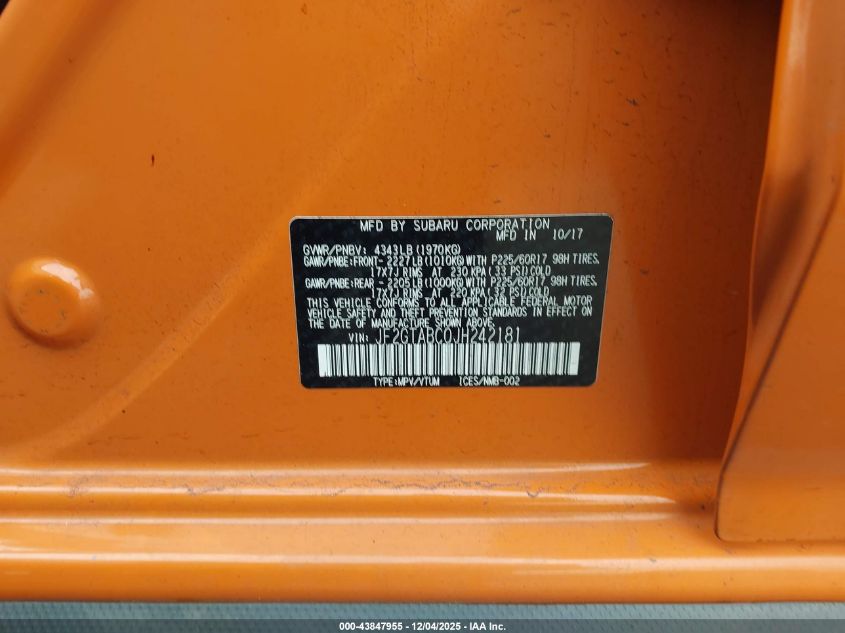 MFD BY SUBARU CORPORATION
MFD IN 10/17
GVWR/PNBV: 4343LB (1970KG)
GAWR/PNBE:FRONT- 2227LB(1010KG)WITH P225/60R17 98H TIRES.
17X7J RIMS AT 230 KPA(33 PSI)COLD
GAWR/PNBE:REAR - 2205LB(1000KG)WITH P225/60R17 98H TIRES.
17X7J RIMS AT 220 KPA(32 PSI)COLD
THIS VEHICLE CONFORMS TO ALL APPLICABLE FEDERAL MOTOR
VEHICLE SAFETY AND THEFT PREVENTION STANDARDS IN EFFECT ON
THE DATE OF MANUFACTURE SHOWN ABOVE.
VIN: JF2GTABC0JH242181
TYPE:MPV/VTUM ICES/NMB-002
000-43847955 - 12/04/2025 - IAA Inc.